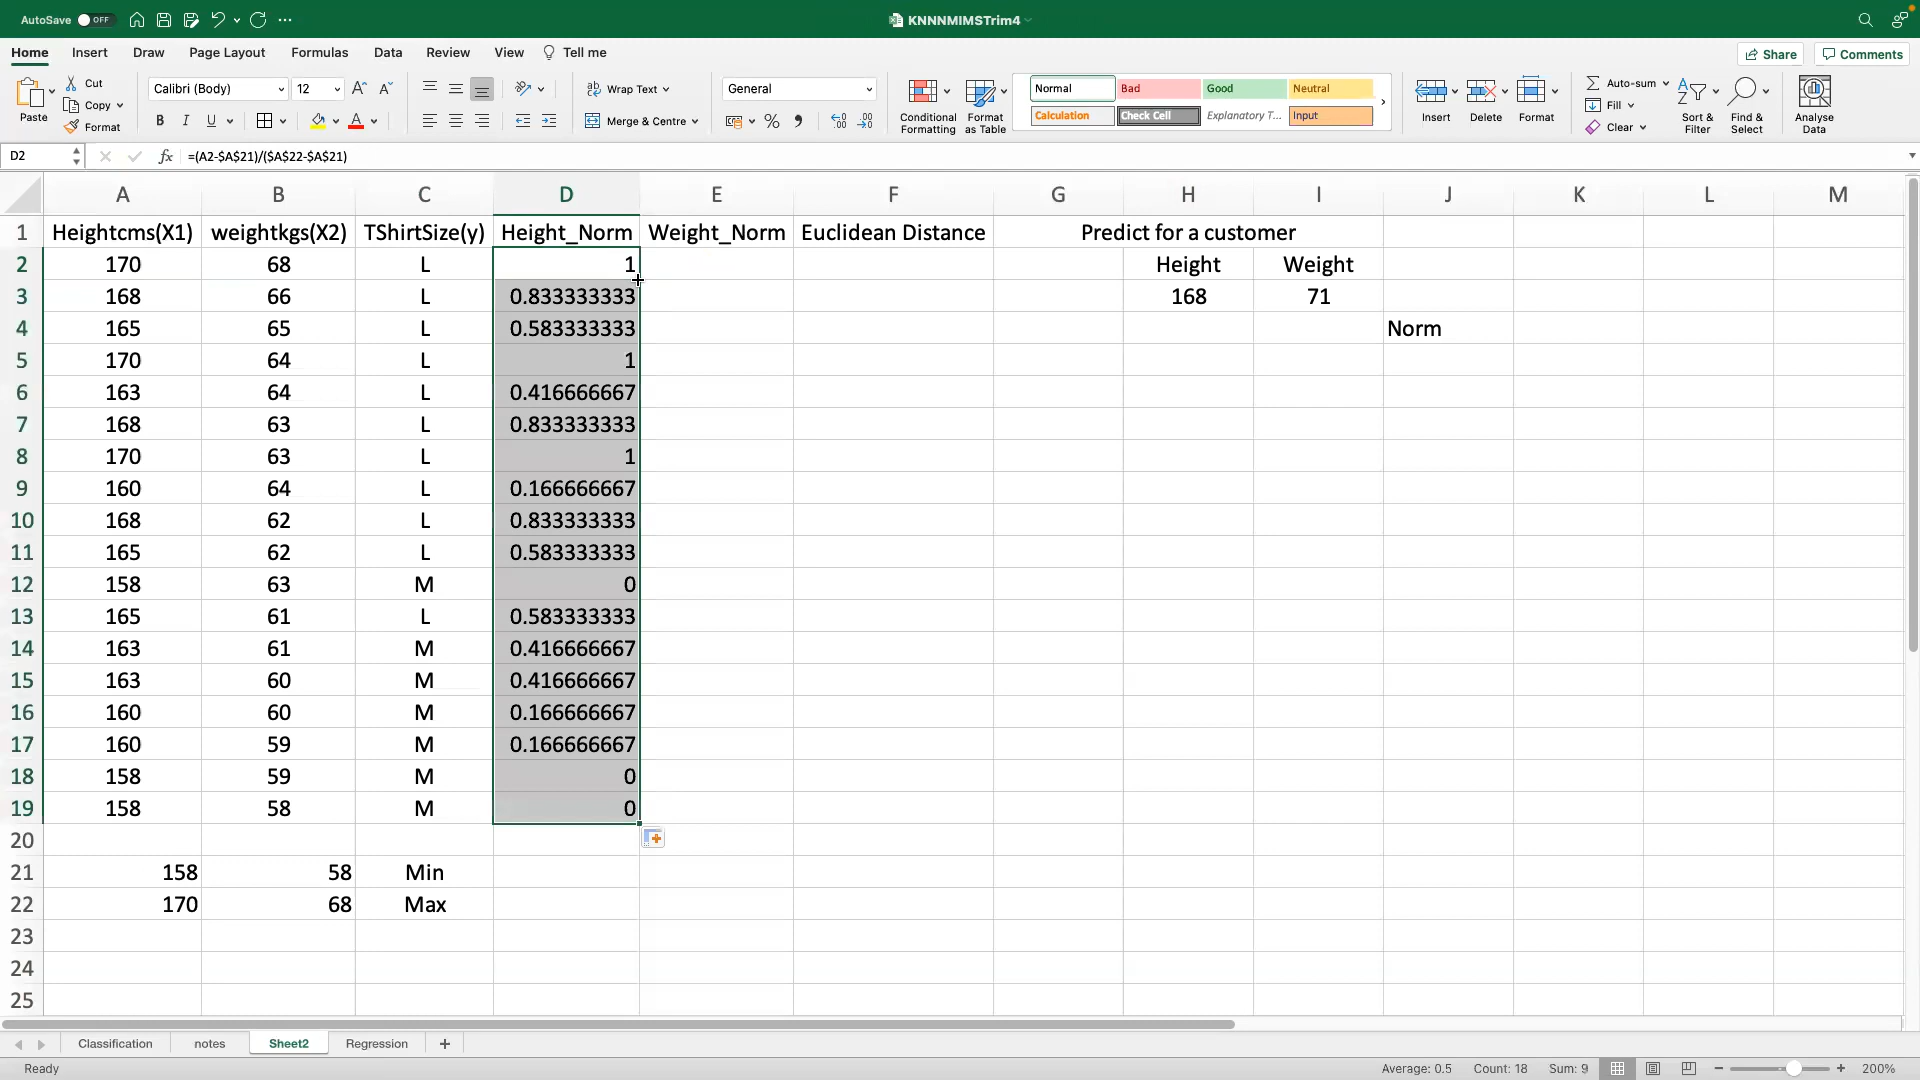 AutoSave OFF KNNNMIMSTrim4
Home Insert Draw Page Layout Formulas Data Review View Tell me Share Comments
Paste Cut Copy Format
Calibri (Body) 12
B I U
Wrap Text
Merge & Centre
General
Conditional Formatting
Format as Table
Normal Bad Good Neutral
Calculation Check Cell Explanatory T... Input
Insert Delete Format
Auto-sum
Fill
Clear
Sort & Filter
Find & Select
Analyse Data
D2 fx =(A2-$A$21)/($A$22-$A$21)
A B C D E F G H I J K L M
1 Heightcms(X1) weightkgs(X2) TShirtSize(y) Height_Norm Weight_Norm Euclidean Distance Predict for a customer
2 170 68 L 1 Height Weight
3 168 66 L 0.833333333 168 71
4 165 65 L 0.583333333 Norm
5 170 64 L 1
6 163 64 L 0.416666667
7 168 63 L 0.833333333
8 170 63 L 1
9 160 64 L 0.166666667
10 168 62 L 0.833333333
11 165 62 L 0.583333333
12 158 63 M 0
13 165 61 L 0.583333333
14 163 61 M 0.416666667
15 163 60 M 0.416666667
16 160 60 M 0.166666667
17 160 59 M 0.166666667
18 158 59 M 0
19 158 58 M 0
20
21 158 58 Min
22 170 68 Max
23
24
25
Classification notes Sheet2 Regression
Ready Average: 0.5 Count: 18 Sum: 9 200%